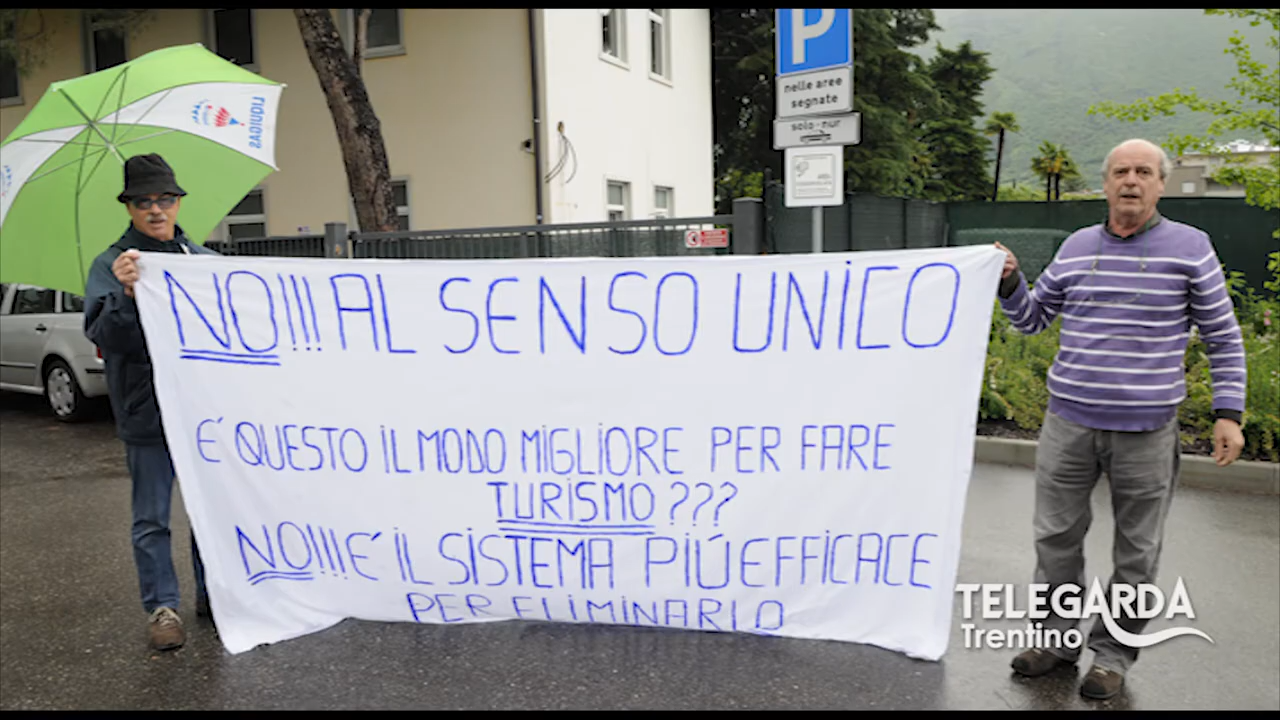 NO!!! AL SENSO UNICO
É QUESTO IL MODO MIGLIORE PER FARE
TURISMO???
NO!!! É IL SISTEMA PIÚ EFFICACE
PER ELIMINARLO
P
nelle aree
segnate
solo-nur
LIQUIGAS
TELEGARDA
Trentino